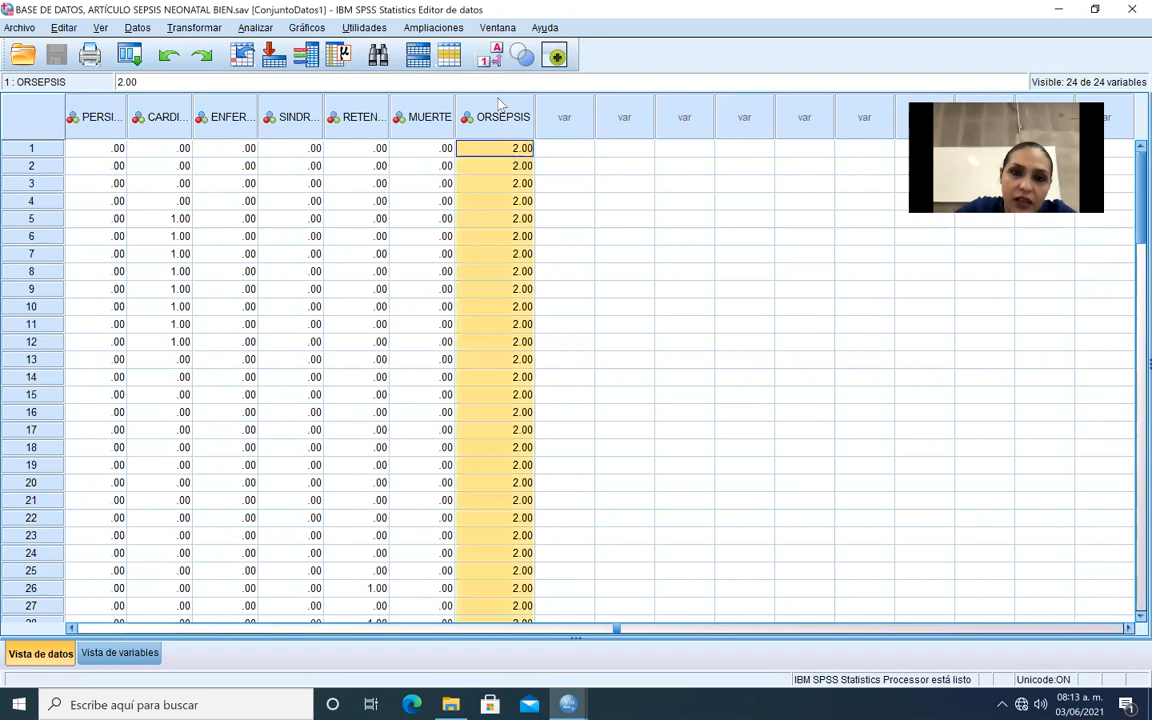 BASE DE DATOS, ARTÍCULO SEPSIS NEONATAL BIEN.sav [ConjuntoDatos1] - IBM SPSS Statistics Editor de datos
Archivo Editar Ver Datos Transformar Analizar Gráficos Utilidades Ampliaciones Ventana Ayuda
1 : ORSEPSIS 2.00 Visible: 24 de 24 variables
PERSI... CARDI... ENFER... SINDR... RETEN... MUERTE ORSEPSIS var var var var var var
1 .00 .00 .00 .00 .00 .00 2.00
2 .00 .00 .00 .00 .00 .00 2.00
3 .00 .00 .00 .00 .00 .00 2.00
4 .00 .00 .00 .00 .00 .00 2.00
5 .00 1.00 .00 .00 .00 .00 2.00
6 .00 1.00 .00 .00 .00 .00 2.00
7 .00 1.00 .00 .00 .00 .00 2.00
8 .00 1.00 .00 .00 .00 .00 2.00
9 .00 1.00 .00 .00 .00 .00 2.00
10 .00 1.00 .00 .00 .00 .00 2.00
11 .00 1.00 .00 .00 .00 .00 2.00
12 .00 1.00 .00 .00 .00 .00 2.00
13 .00 .00 .00 .00 .00 .00 2.00
14 .00 .00 .00 .00 .00 .00 2.00
15 .00 .00 .00 .00 .00 .00 2.00
16 .00 .00 .00 .00 .00 .00 2.00
17 .00 .00 .00 .00 .00 .00 2.00
18 .00 .00 .00 .00 .00 .00 2.00
19 .00 .00 .00 .00 .00 .00 2.00
20 .00 .00 .00 .00 .00 .00 2.00
21 .00 .00 .00 .00 .00 .00 2.00
22 .00 .00 .00 .00 .00 .00 2.00
23 .00 .00 .00 .00 .00 .00 2.00
24 .00 .00 .00 .00 .00 .00 2.00
25 .00 .00 .00 .00 .00 .00 2.00
26 .00 .00 .00 .00 1.00 .00 2.00
27 .00 .00 .00 .00 .00 .00 2.00
Vista de datos Vista de variables
IBM SPSS Statistics Processor está listo Unicode:ON
Escribe aquí para buscar
08:13 a. m.
03/06/2021